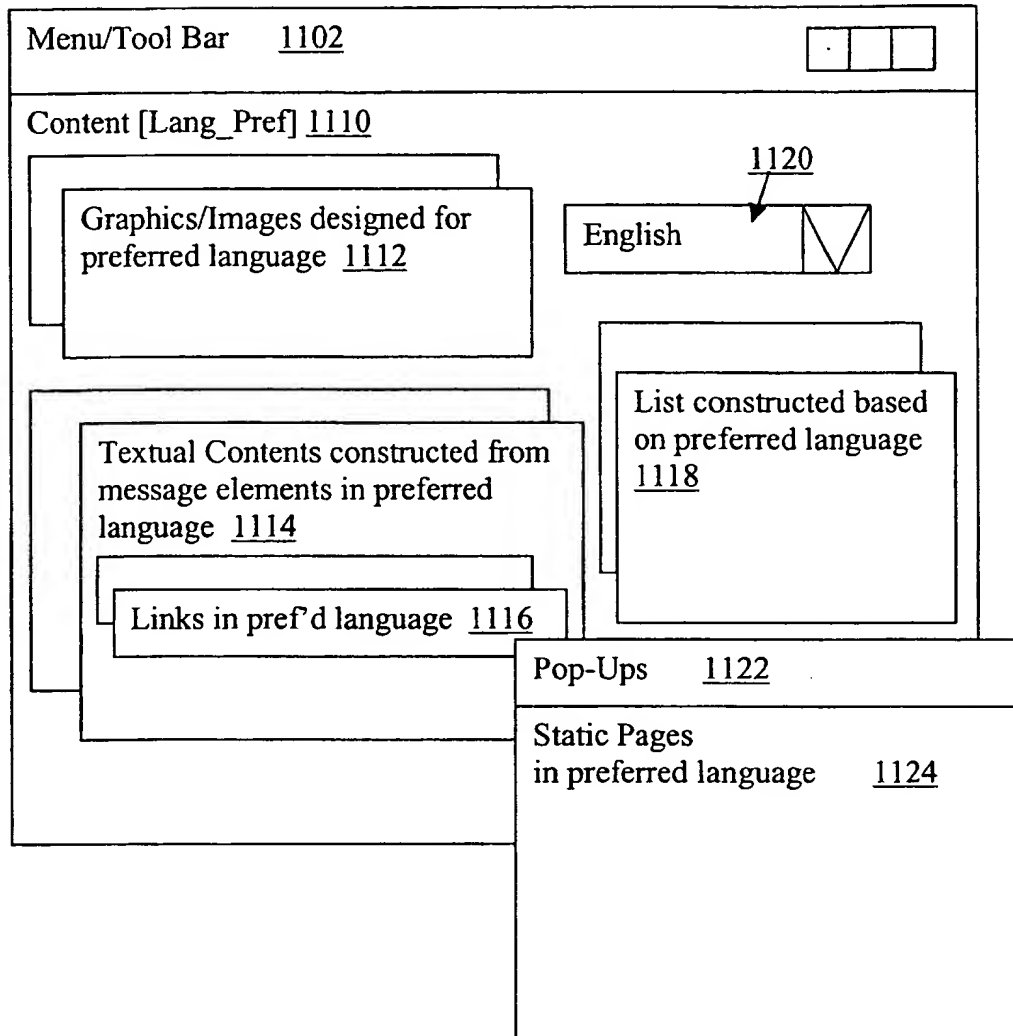 Menu/Tool Bar 1102
Content [Lang_Pref] 1110
1120
Graphics/Images designed for
preferred language 1112
English
List constructed based
on preferred language
1118
Textual Contents constructed from
message elements in preferred
language 1114
Links in pref'd language 1116
Pop-Ups 1122
Static Pages
in preferred language 1124